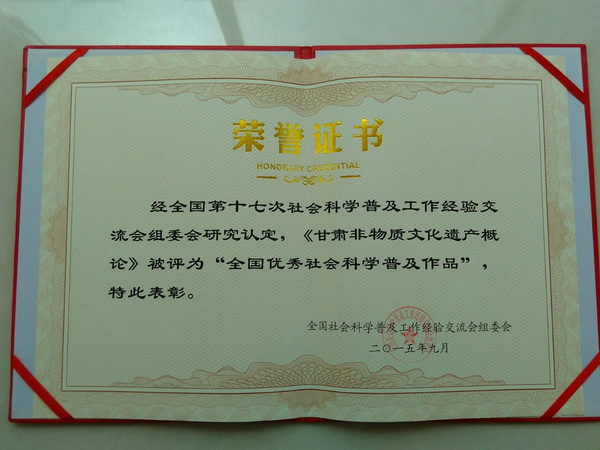 荣誉证书
HONORARY CREDENTIAL
经全国第十七次社会科学普及工作经验交
流会组委会研究认定，《甘肃非物质文化遗产概
论》被评为“全国优秀社会科学普及作品”，
特此表彰。
全国社会科学普及工作经验交流会组委会
二〇一五年九月